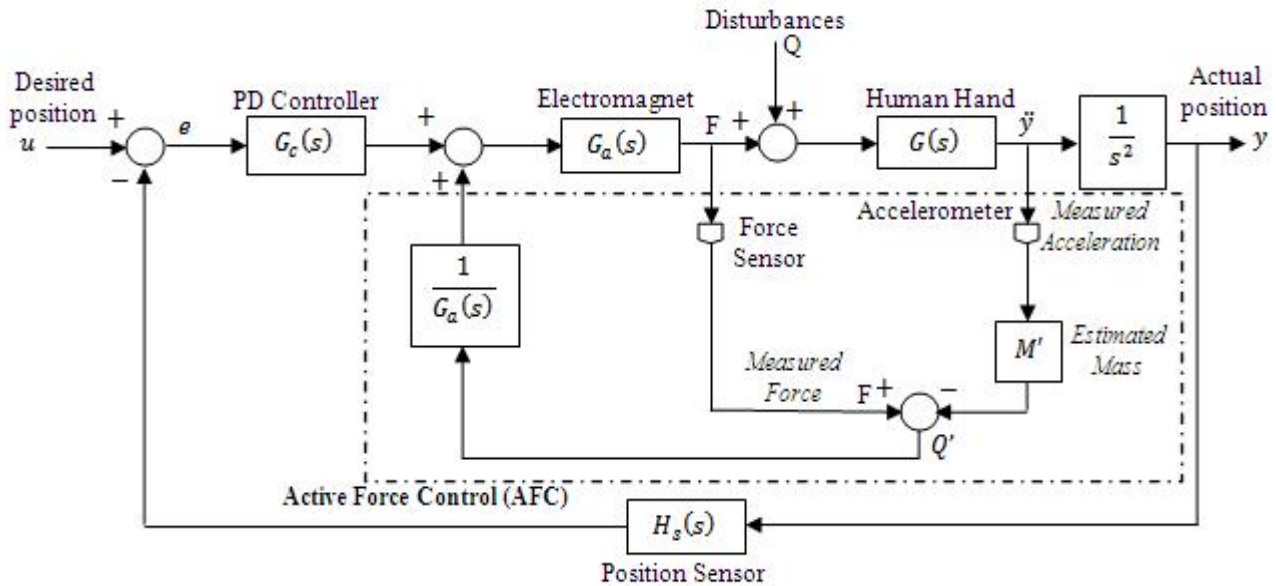 Disturbances
Q
Desired
position
u
+
−
e
PD Controller
G_c(s)
+
+
Electromagnet
G_a(s)
F
+
+
Human Hand
G(s)
ÿ
1
s²
Actual
position
y
Force
Sensor
Accelerometer
Measured
Acceleration
1
G_a(s)
M'
Estimated
Mass
Measured
Force
F
+
−
Q'
Active Force Control (AFC)
H_s(s)
Position Sensor